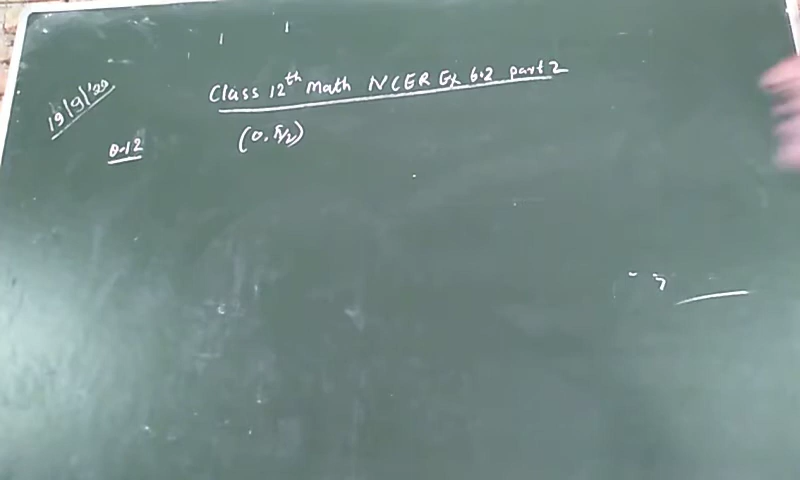 19/9/'20
Class 12th Math NCER Ex 6.2 part 2
Q.12
(0, π/2)